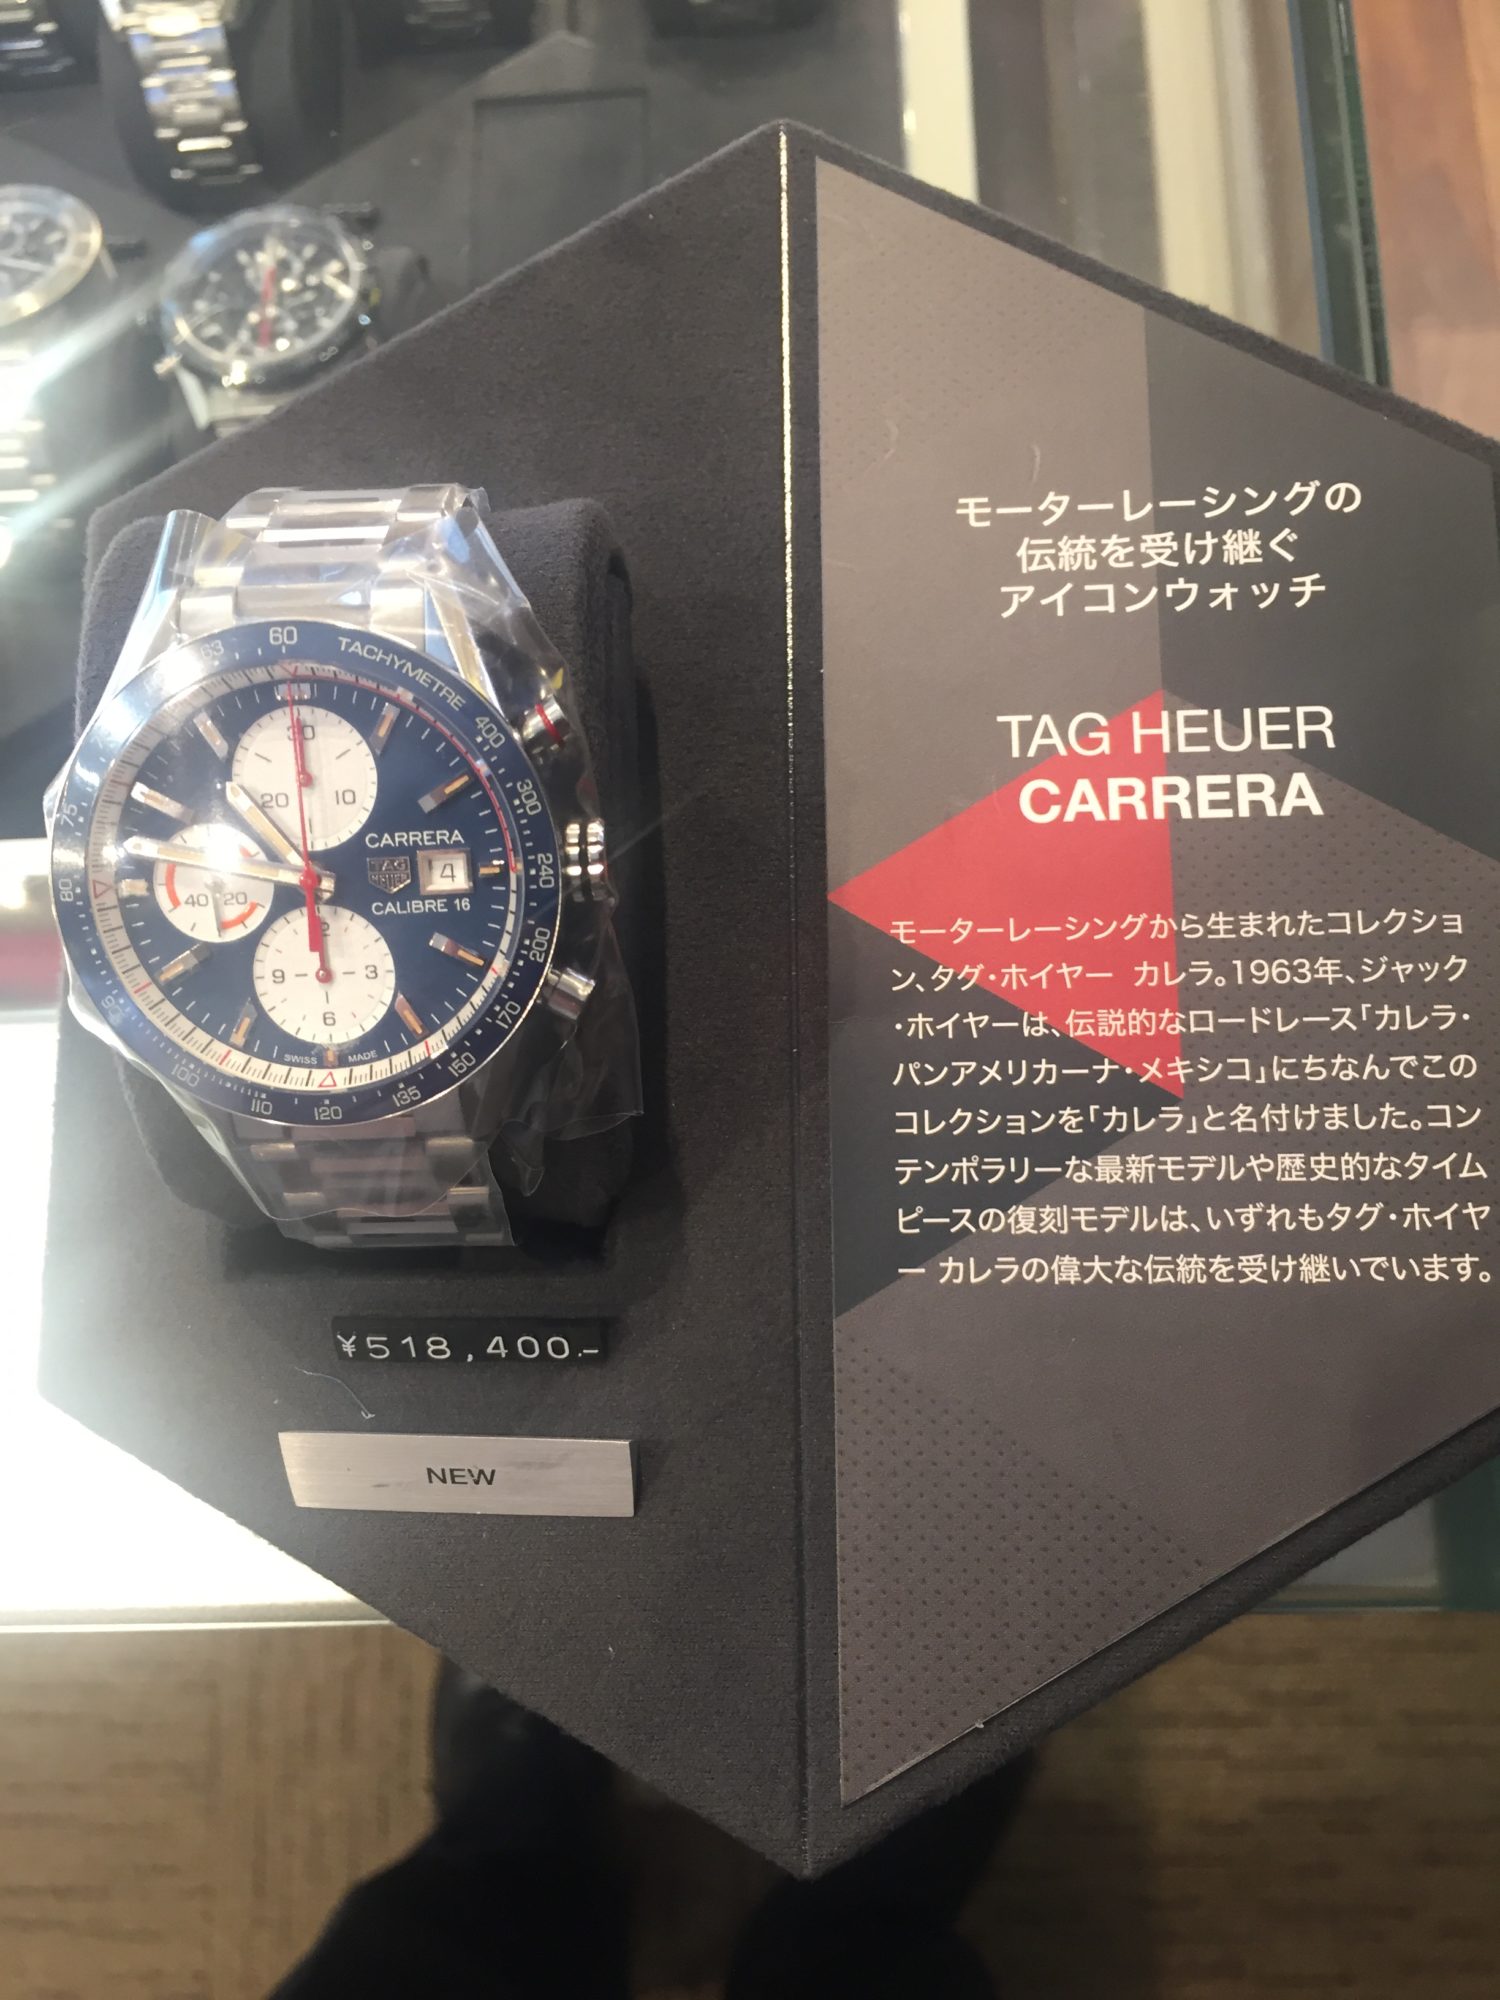 60
TACHYMETRE
400
300
240
200
170
150
135
120
110
100
80
75
63
30
20
10
CARRERA
TAG
HEUER
4
CALIBRE 16
40
20
9
3
6
SWISS
MADE
¥518,400.-
NEW
モーターレーシングの
伝統を受け継ぐ
アイコンウォッチ
TAG HEUER
CARRERA
モーターレーシングから生まれたコレクショ
ン、タグ・ホイヤー カレラ。1963年、ジャック
・ホイヤーは、伝説的なロードレース「カレラ・
パンアメリカーナ・メキシコ」にちなんでこの
コレクションを「カレラ」と名付けました。コン
テンポラリーな最新モデルや歴史的なタイム
ピースの復刻モデルは、いずれもタグ・ホイヤ
ー カレラの偉大な伝統を受け継いでいます。